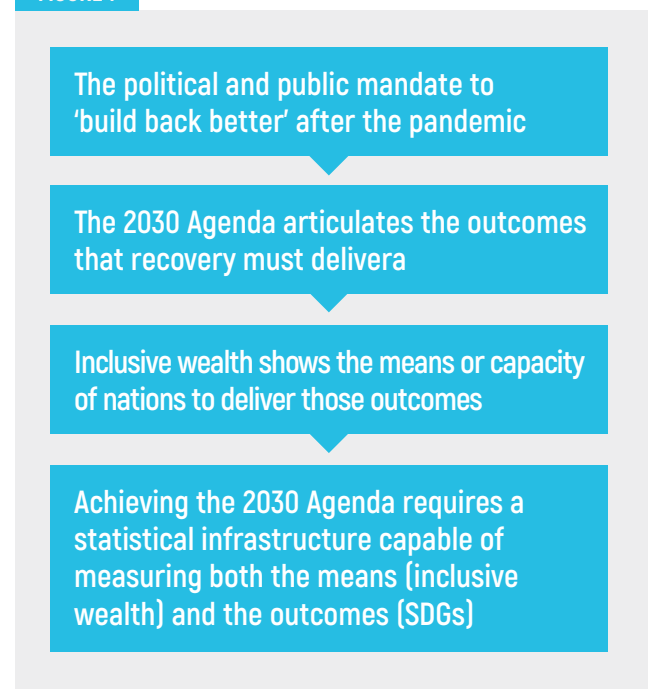 The political and public mandate to
‘build back better’ after the pandemic
The 2030 Agenda articulates the outcomes
that recovery must delivera
Inclusive wealth shows the means or capacity
of nations to deliver those outcomes
Achieving the 2030 Agenda requires a
statistical infrastructure capable of
measuring both the means (inclusive
wealth) and the outcomes (SDGs)